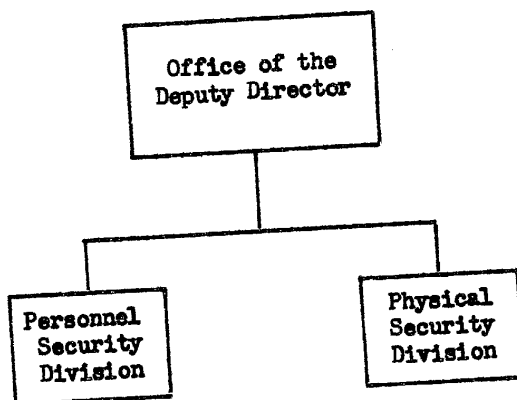 Office of the
Deputy Director
Personnel
Security
Division
Physical
Security
Division